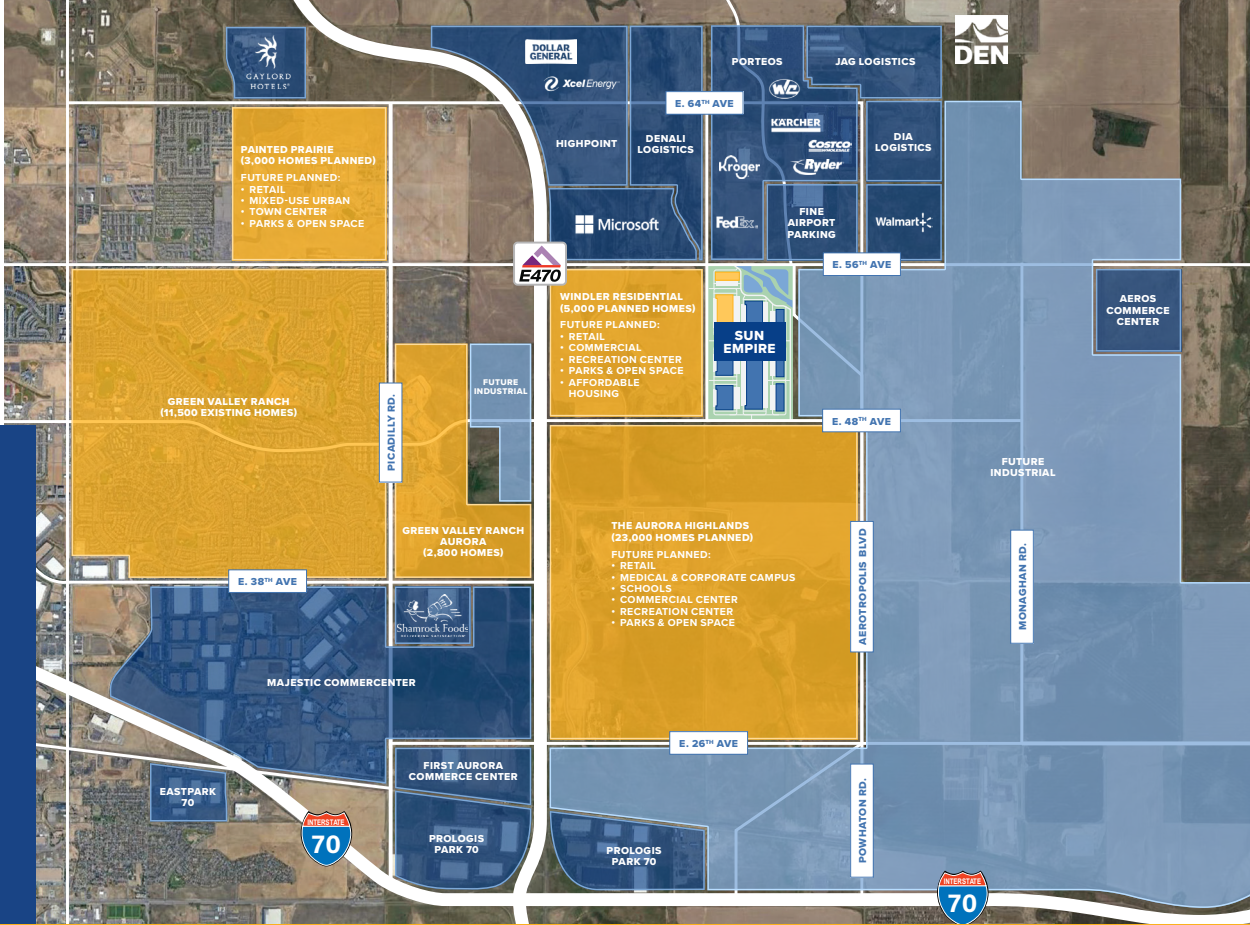 DEN
GAYLORD
HOTELS®
DOLLAR
GENERAL
Xcel Energy
PORTEOS
JAG LOGISTICS
WC
E. 64TH AVE
KÄRCHER
COSTCO
WHOLESALE
Ryder
Kroger
HIGHPOINT
DENALI
LOGISTICS
DIA
LOGISTICS
PAINTED PRAIRIE
(3,000 HOMES PLANNED)
FUTURE PLANNED:
• RETAIL
• MIXED-USE URBAN
• TOWN CENTER
• PARKS & OPEN SPACE
Microsoft
FedEx®
FINE
AIRPORT
PARKING
Walmart
E470
E. 56TH AVE
WINDLER RESIDENTIAL
(5,000 PLANNED HOMES)
FUTURE PLANNED:
• RETAIL
• COMMERCIAL
• RECREATION CENTER
• PARKS & OPEN SPACE
• AFFORDABLE
HOUSING
SUN
EMPIRE
AEROS
COMMERCE
CENTER
GREEN VALLEY RANCH
(11,500 EXISTING HOMES)
PICADILLY RD.
FUTURE
INDUSTRIAL
E. 48TH AVE
FUTURE
INDUSTRIAL
GREEN VALLEY RANCH
AURORA
(2,800 HOMES)
THE AURORA HIGHLANDS
(23,000 HOMES PLANNED)
FUTURE PLANNED:
• RETAIL
• MEDICAL & CORPORATE CAMPUS
• SCHOOLS
• COMMERCIAL CENTER
• RECREATION CENTER
• PARKS & OPEN SPACE
AEROTROPOLIS BLVD
MONAGHAN RD.
E. 38TH AVE
Shamrock Foods
DELIVERING SATISFACTION
MAJESTIC COMMERCENTER
E. 26TH AVE
FIRST AURORA
COMMERCE CENTER
EASTPARK
70
INTERSTATE
70
PROLOGIS
PARK 70
PROLOGIS
PARK 70
POWHATON RD.
INTERSTATE
70